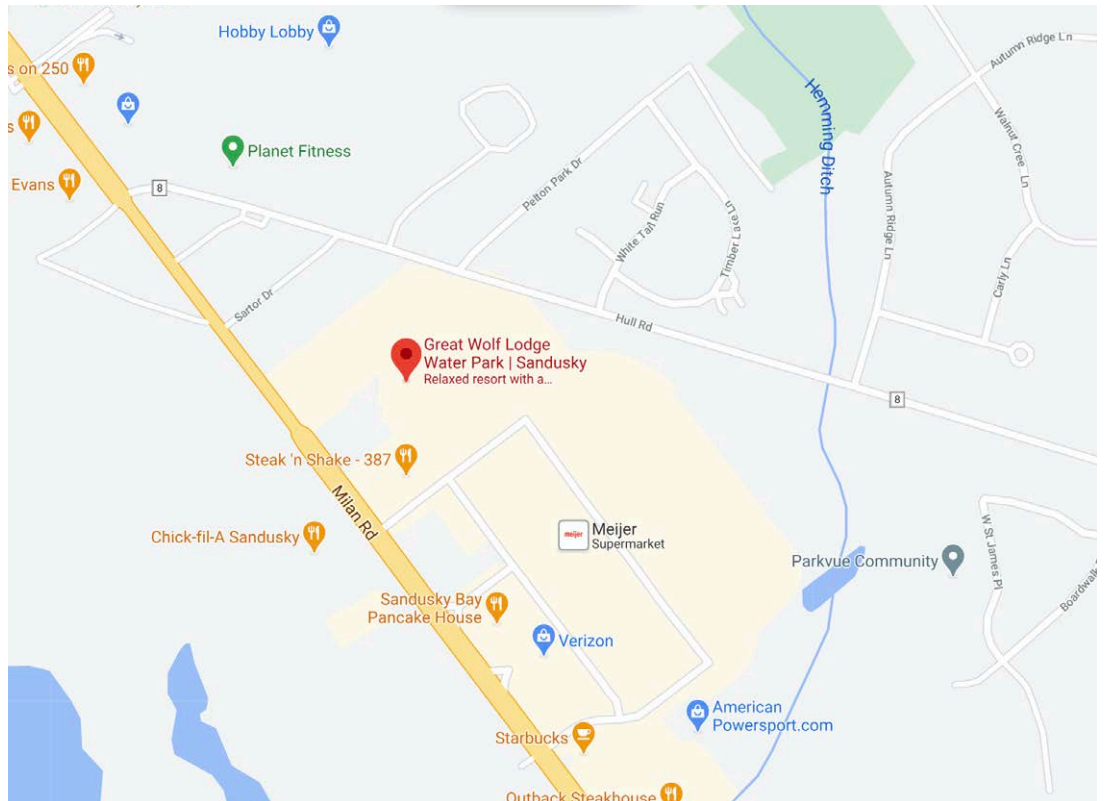 Hobby Lobby
s on 250
s
Evans
Planet Fitness
8
Pelton Park Dr
White Tail Run
Timber Lake Ln
Hemming Ditch
Autumn Ridge Ln
Walnut Cree Ln
Autumn Ridge Ln
Carly Ln
Sartor Dr
Hull Rd
8
Great Wolf Lodge
Water Park | Sandusky
Relaxed resort with a...
Steak 'n Shake - 387
Milan Rd
Chick-fil-A Sandusky
meijer
Meijer
Supermarket
Parkvue Community
W St James Pl
Boardwalk
Sandusky Bay
Pancake House
Verizon
American
Powersport.com
Starbucks
Outback Steakhouse